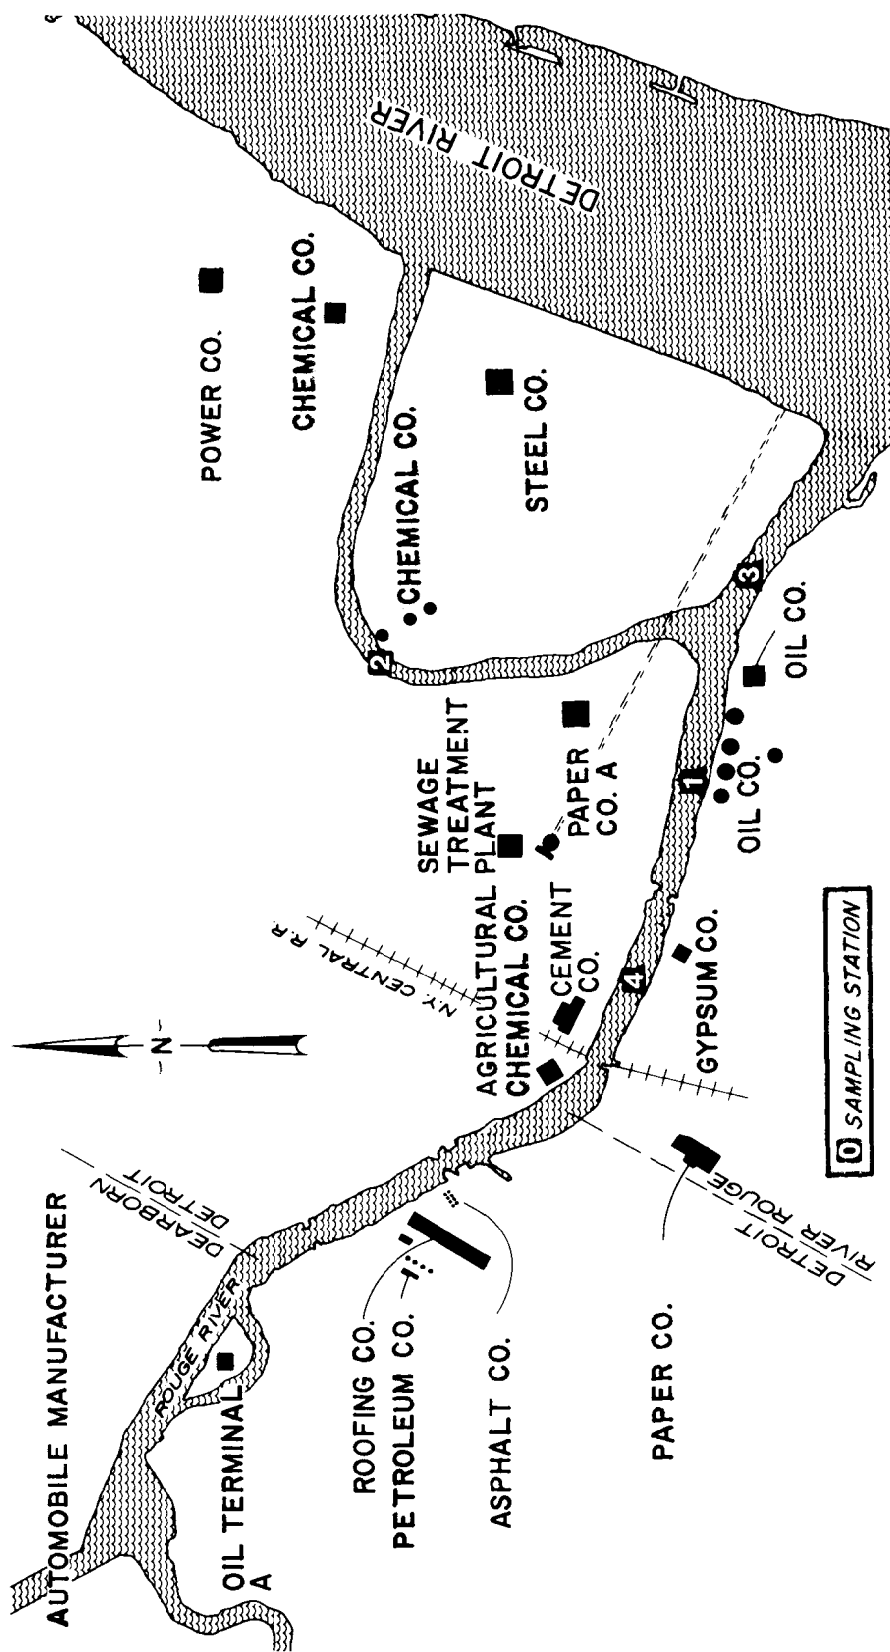 AUTOMOBILE MANUFACTURER
DEARBORN
DETROIT
ROUGE RIVER
OIL TERMINAL
A
ROOFING CO.
PETROLEUM CO.
ASPHALT CO.
PAPER CO.
DETROIT
RIVER ROUGE
N
N.Y. CENTRAL R.R
AGRICULTURAL
CHEMICAL CO.
CEMENT
CO.
GYPSUM CO.
SEWAGE
TREATMENT
PLANT
PAPER
CO. A
4
1
2
3
OIL CO.
OIL CO.
CHEMICAL CO.
STEEL CO.
POWER CO.
CHEMICAL CO.
DETROIT RIVER
0 SAMPLING STATION